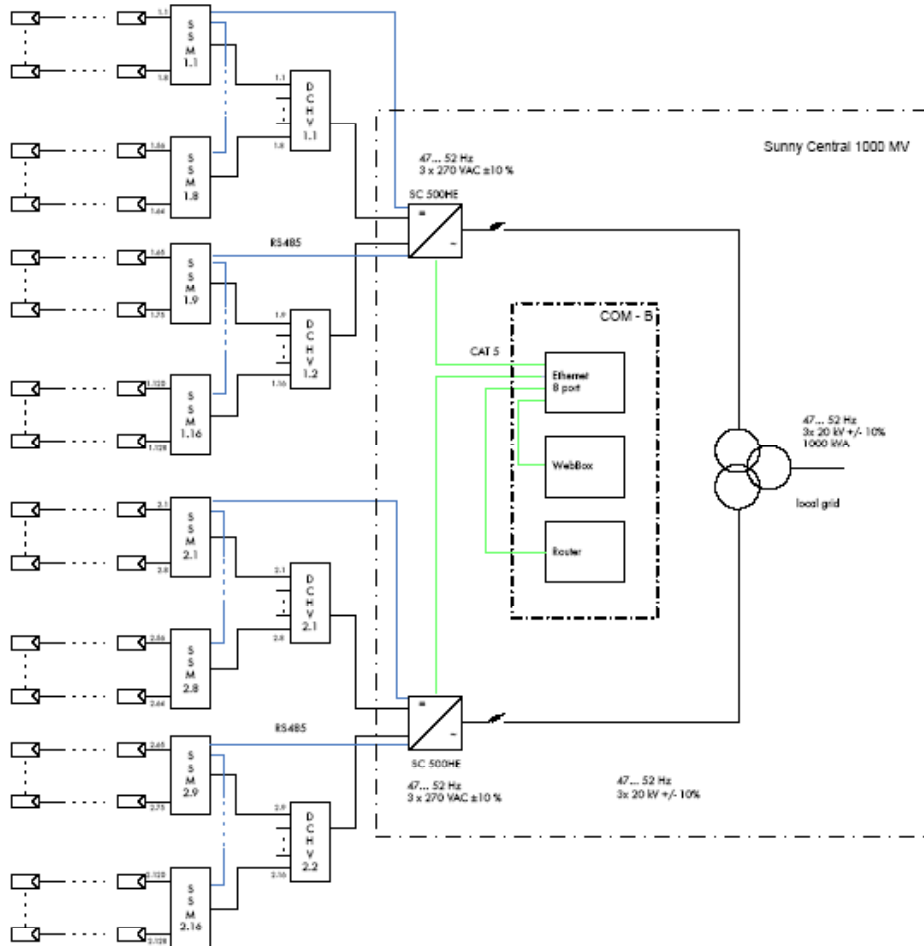 1.1
S
S
M
1.1
1.8
1.1
D
C
H
V
1.1
1.8
1.56
S
S
M
1.8
1.64
47... 52 Hz
3 x 270 VAC ±10 %
SC 500HE
=
~
Sunny Central 1000 MV
1.65
S
S
M
1.9
1.75
RS485
1.9
D
C
H
V
1.2
1.16
1.120
S
S
M
1.16
1.128
COM - B
CAT 5
Ethernet
8 port
WebBox
Router
47... 52 Hz
3x 20 kV +/- 10%
1000 kVA
local grid
2.1
S
S
M
2.1
2.8
2.1
D
C
H
V
2.1
2.8
2.56
S
S
M
2.8
2.64
=
~
SC 500HE
47... 52 Hz
3 x 270 VAC ±10 %
47... 52 Hz
3x 20 kV +/- 10%
RS485
2.65
S
S
M
2.9
2.75
2.9
D
C
H
V
2.2
2.16
2.120
S
S
M
2.16
2.128